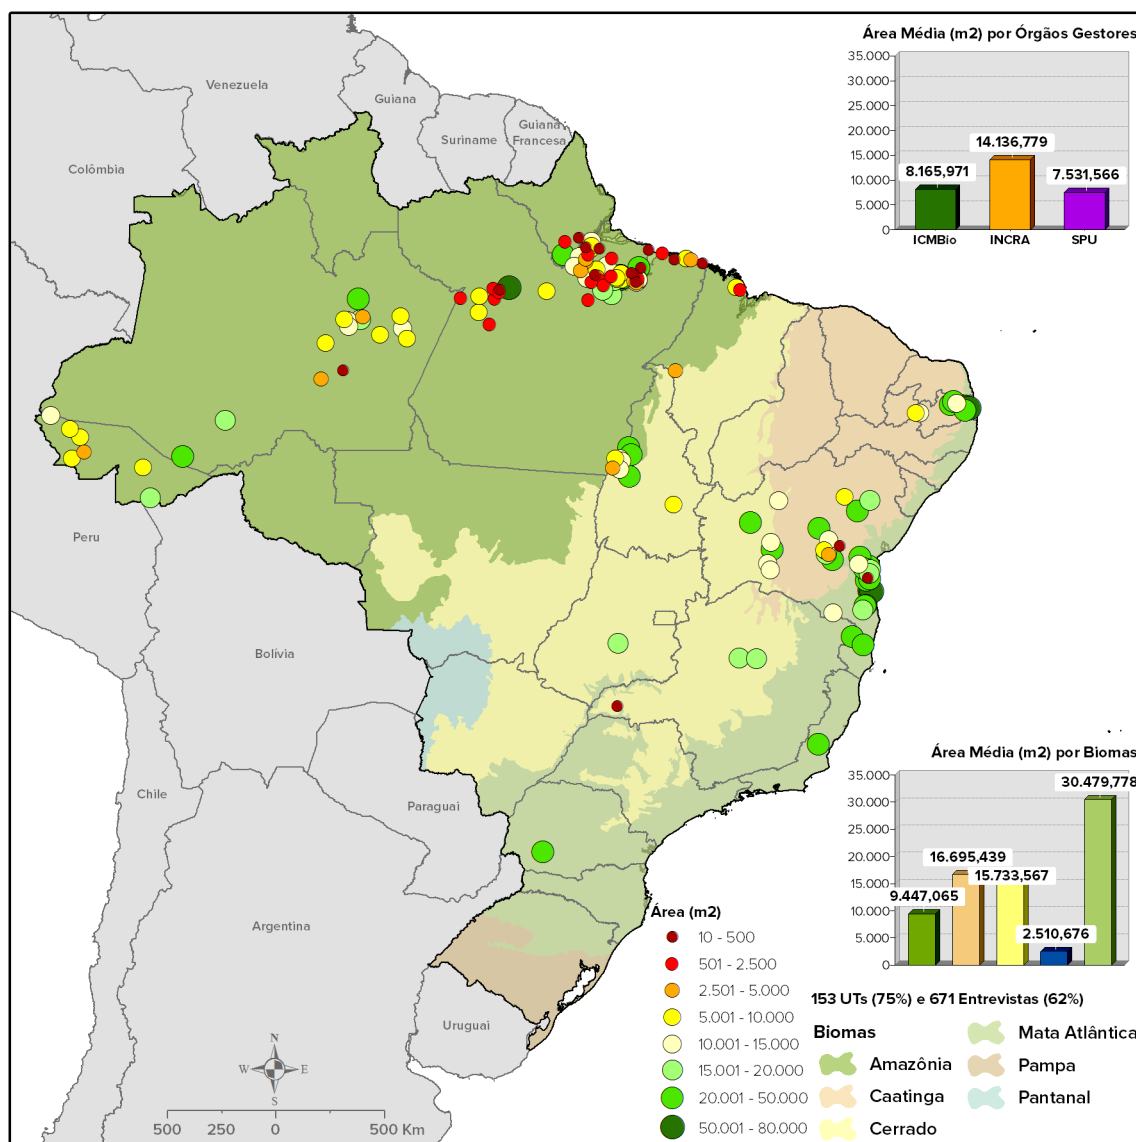 Área Média (m2) por Órgãos Gestores
35.000
30.000
25.000
20.000
15.000
10.000
5.000
0
8.165,971
14.136,779
7.531,566
ICMBio
INCRA
SPU
Venezuela
Guiana
Suriname
Guiana
Francesa
Colômbia
Peru
Bolívia
Chile
Paraguai
Argentina
Uruguai
Área Média (m2) por Biomas
35.000
30.000
25.000
20.000
15.000
10.000
5.000
0
9.447,065
16.695,439
15.733,567
2.510,676
30.479,778
Área (m2)
10 - 500
501 - 2.500
2.501 - 5.000
5.001 - 10.000
10.001 - 15.000
15.001 - 20.000
20.001 - 50.000
50.001 - 80.000
153 UTs (75%) e 671 Entrevistas (62%)
Biomas
Amazônia
Caatinga
Cerrado
Mata Atlântica
Pampa
Pantanal
N
W E
S
500 250 0 500 Km